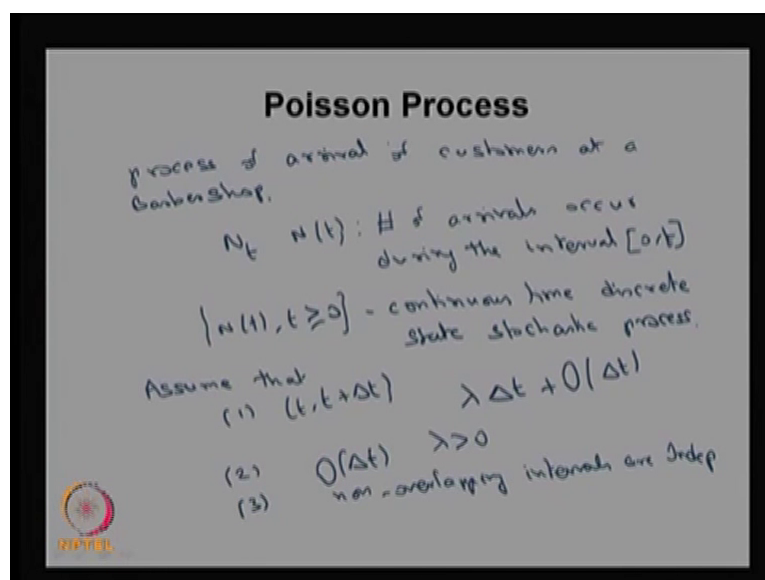 Poisson Process
process of arrival of customers at a
Barbershop.
N_t N(t): # of arrivals occur
during the interval [0,t]
{N(t), t ≥ 0} - continuous time discrete
state stochastic process.
Assume that
(1) (t, t+Δt) λ Δt + O(Δt)
(2) O(Δt) λ>0
(3) non-overlapping intervals are Indep
NPTEL